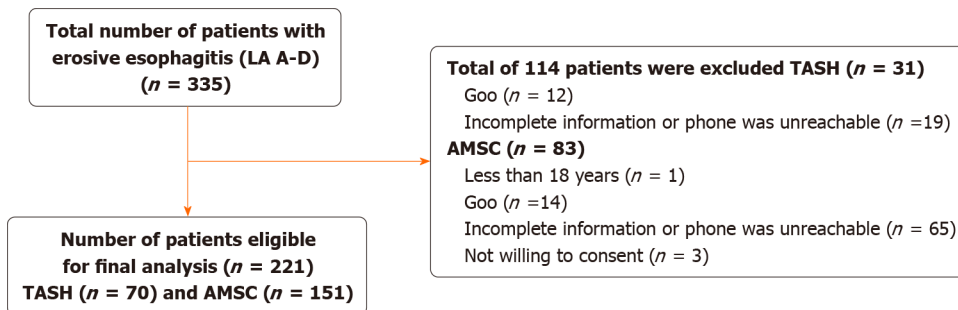 Total number of patients with
erosive esophagitis (LA A-D)
(n = 335)
Total of 114 patients were excluded TASH (n = 31)
Goo (n = 12)
Incomplete information or phone was unreachable (n =19)
AMSC (n = 83)
Less than 18 years (n = 1)
Goo (n =14)
Incomplete information or phone was unreachable (n = 65)
Not willing to consent (n = 3)
Number of patients eligible
for final analysis (n = 221)
TASH (n = 70) and AMSC (n = 151)